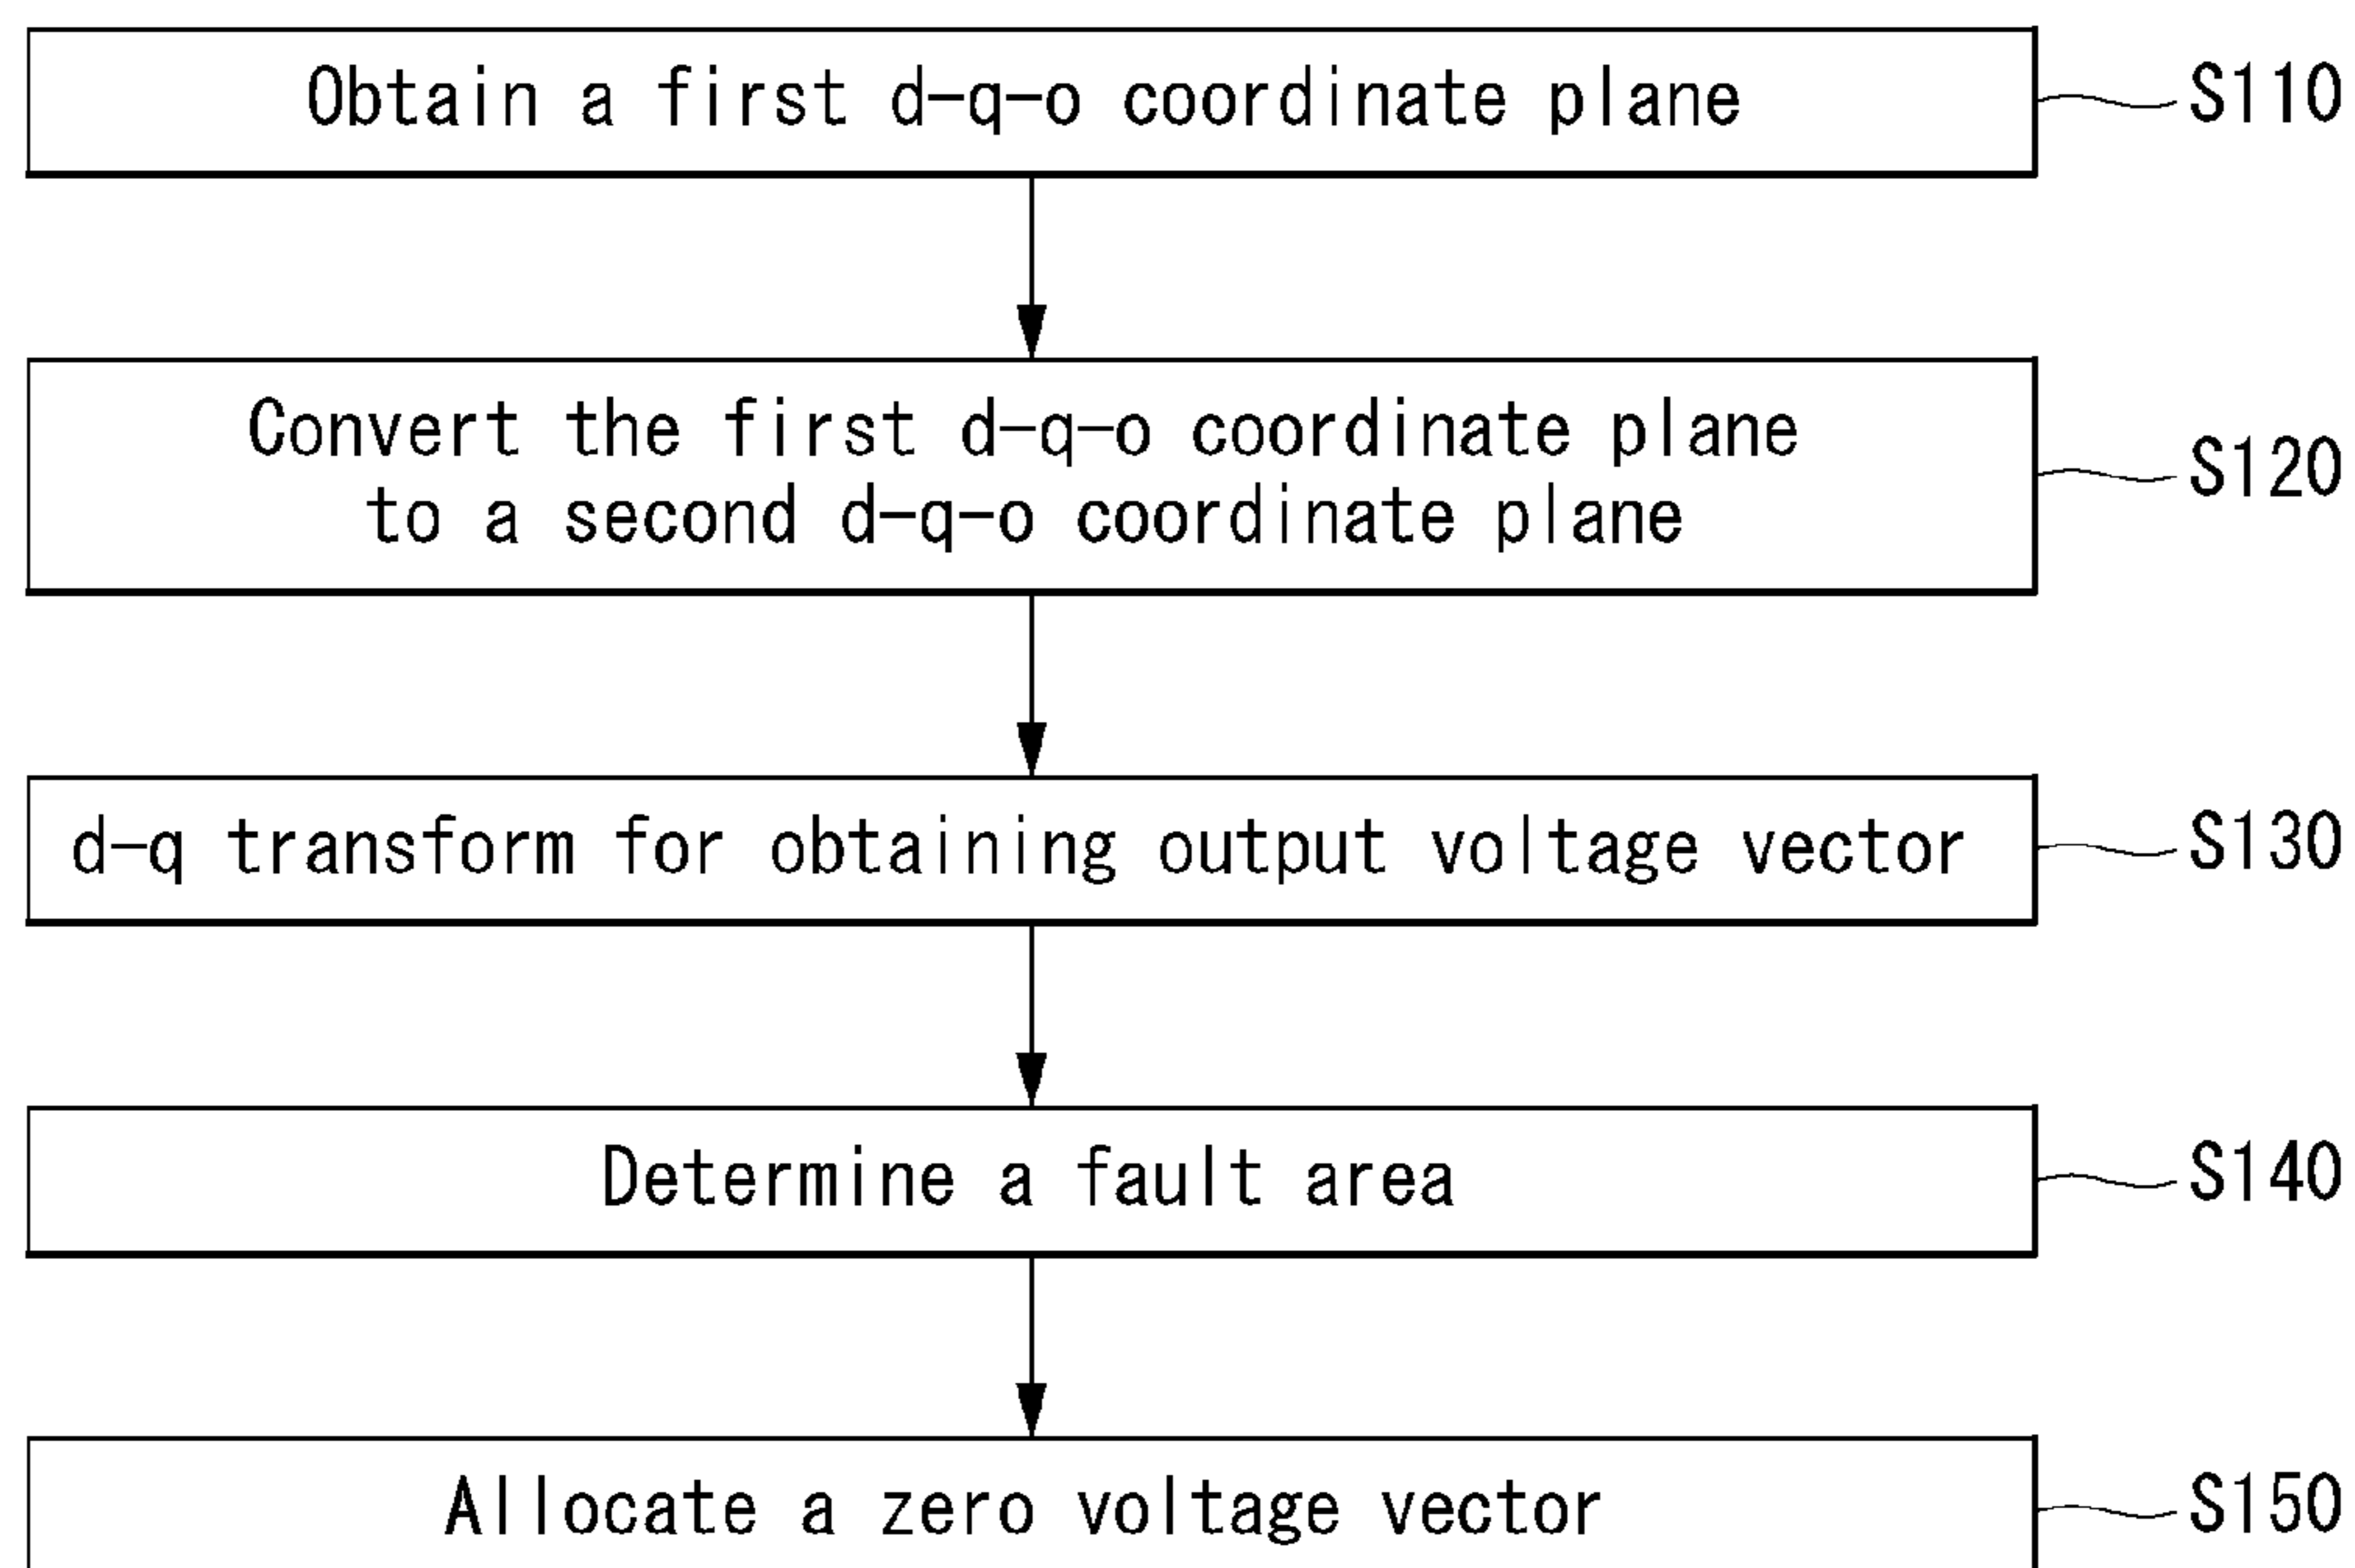 Obtain a first d-q-o coordinate plane
S110
Convert the first d-q-o coordinate plane
to a second d-q-o coordinate plane
S120
d-q transform for obtaining output voltage vector
S130
Determine a fault area
S140
Allocate a zero voltage vector
S150